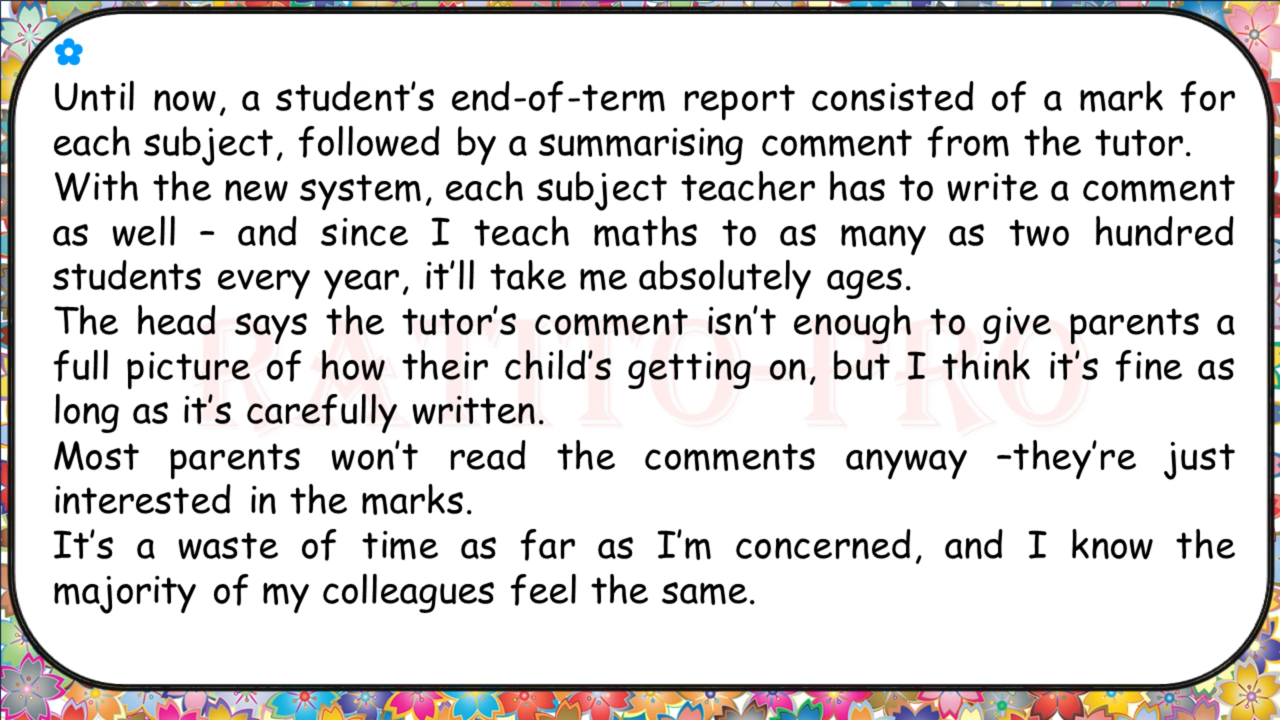 Until now, a student's end-of-term report consisted of a mark for
each subject, followed by a summarising comment from the tutor.
With the new system, each subject teacher has to write a comment
as well – and since I teach maths to as many as two hundred
students every year, it'll take me absolutely ages.
The head says the tutor's comment isn't enough to give parents a
full picture of how their child's getting on, but I think it's fine as
long as it's carefully written.
Most parents won't read the comments anyway –they're just
interested in the marks.
It's a waste of time as far as I'm concerned, and I know the
majority of my colleagues feel the same.
RATITO-PRO